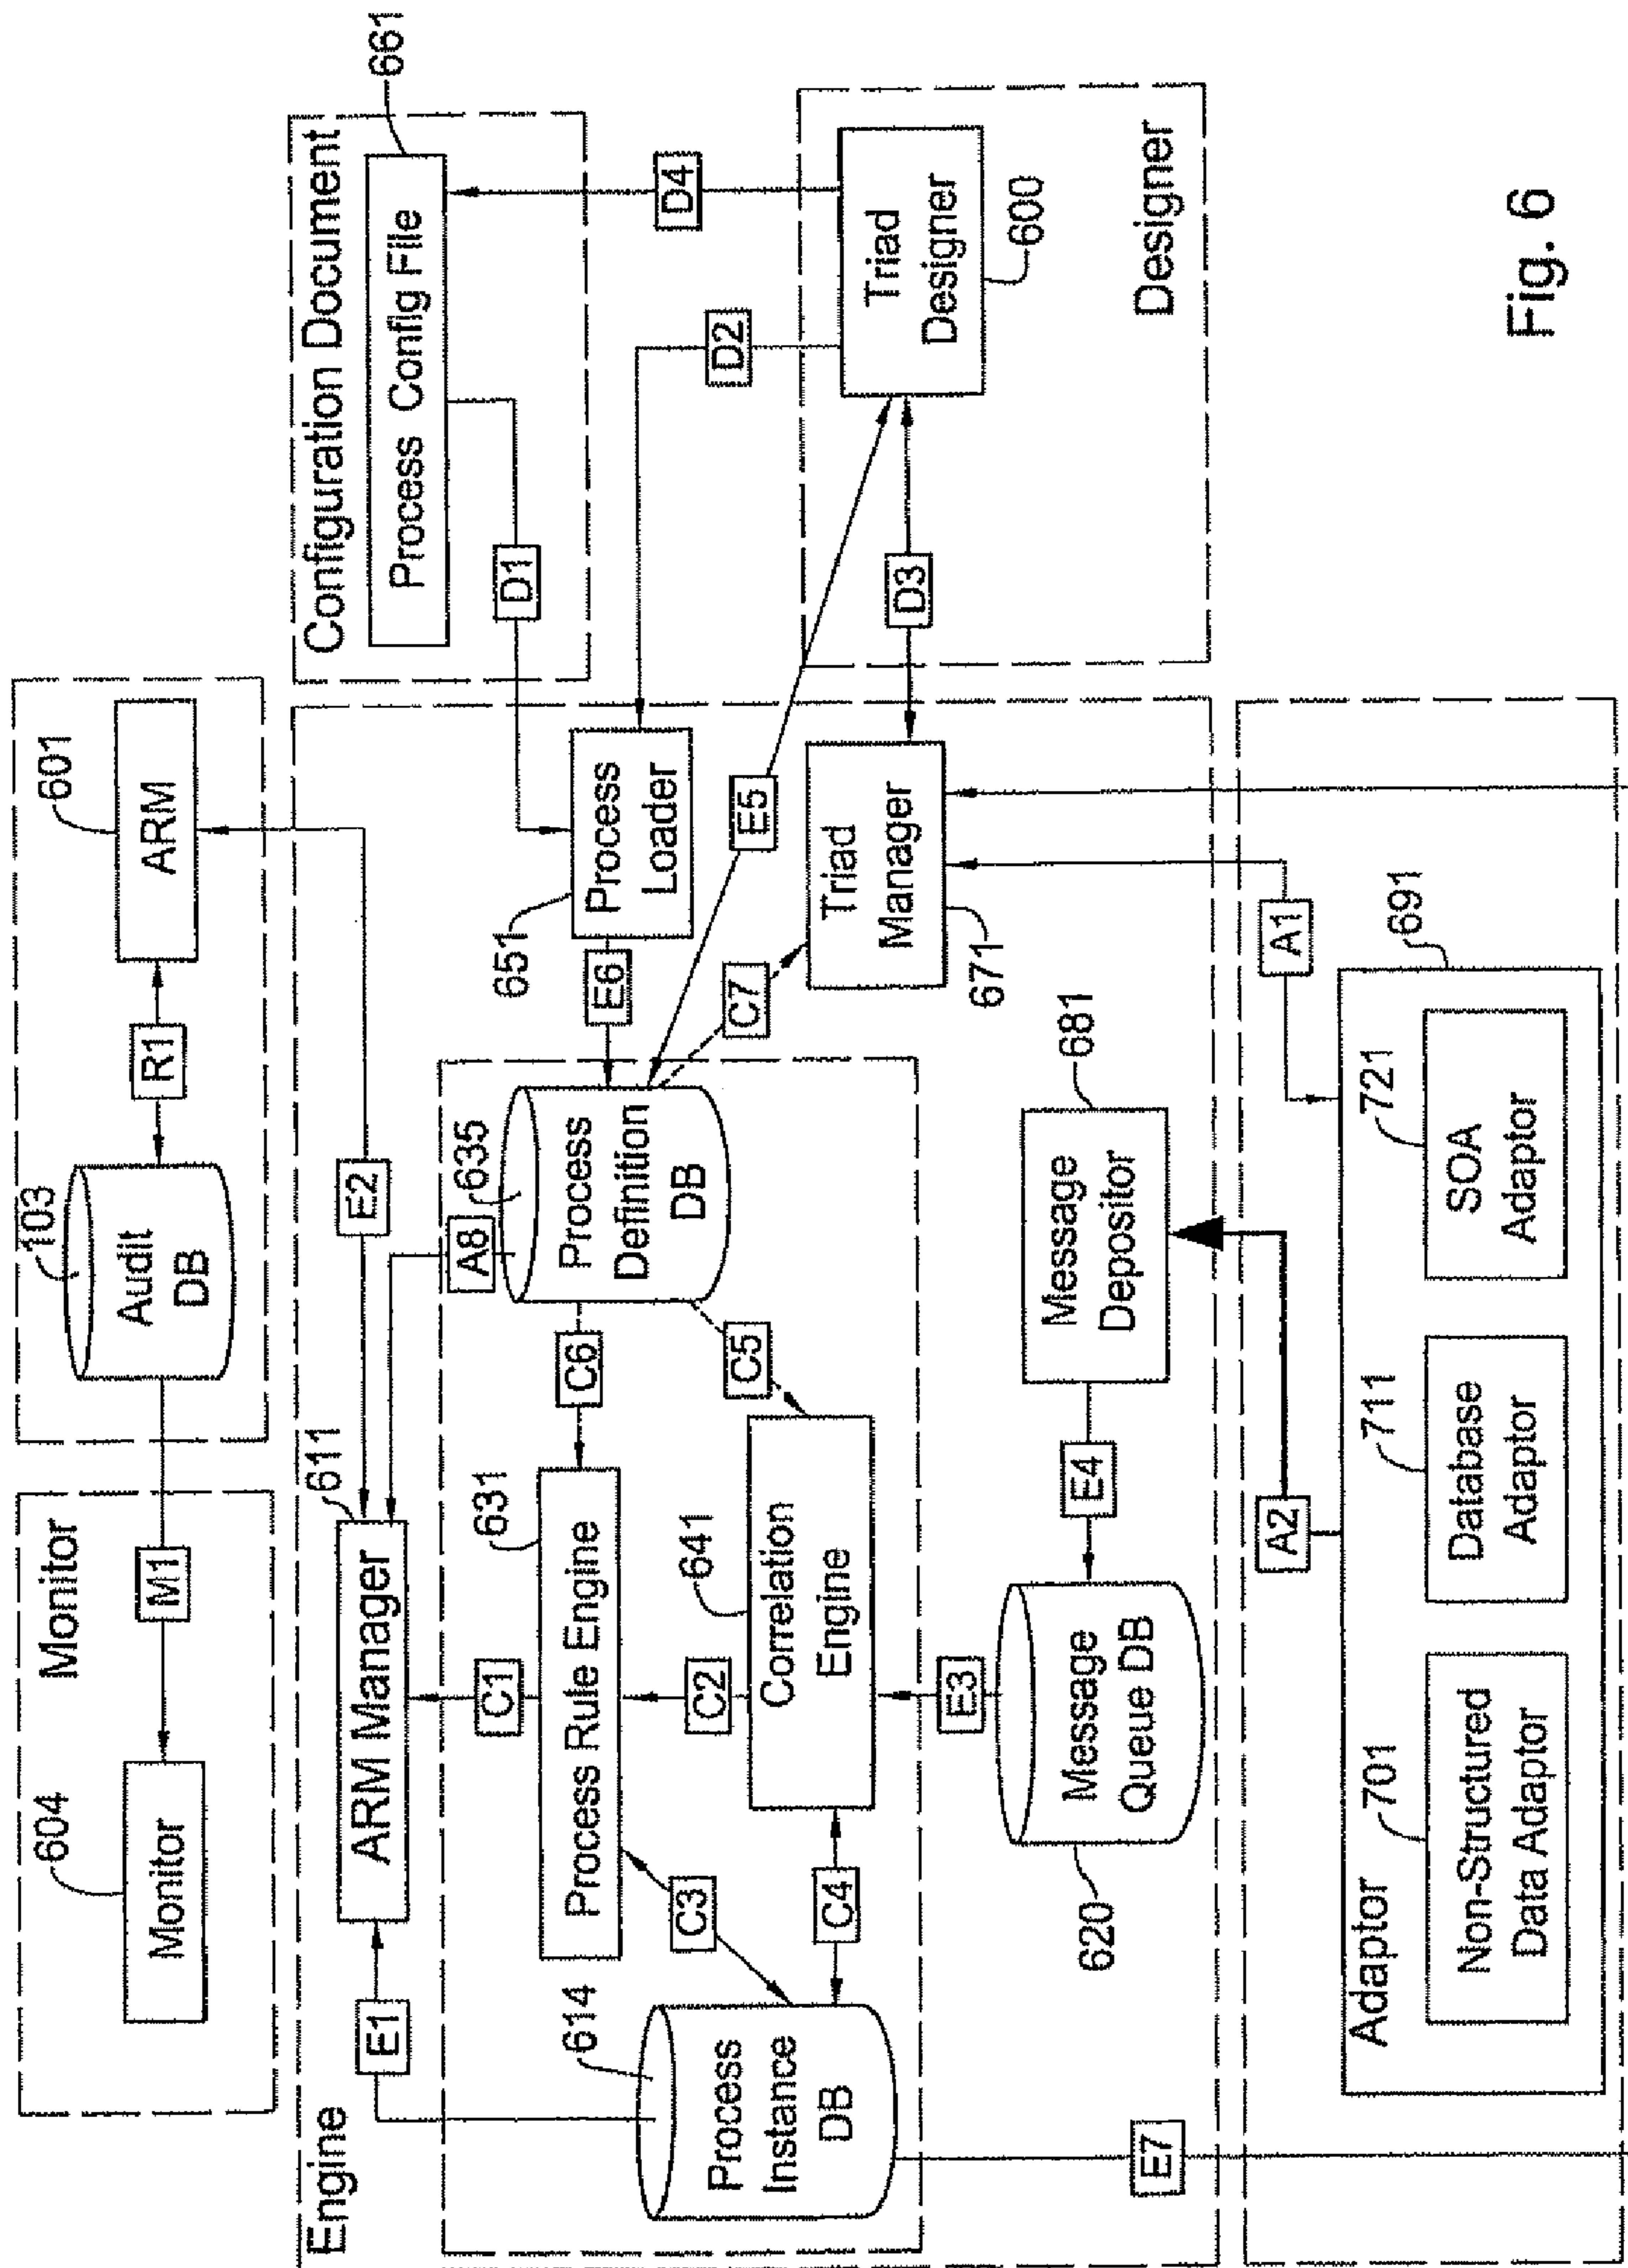 Monitor
604
Monitor
M1
103
Audit
DB
R1
601
ARM
Configuration Document
661
Process Config File
D1
D4
D2
Engine
E1
611
ARM Manager
E2
A8
635
C1
631
Process Rule Engine
C6
Process
Definition
DB
E6
651
Process
Loader
614
Process
Instance
DB
C3
C2
C5
C7
E5
641
Correlation
Engine
C4
Triad
Manager
671
D3
Triad
Designer
600
Designer
E3
620
Message
Queue DB
E4
681
Message
Depositor
E7
A2
A1
691
Adaptor
701
Non-Structured
Data Adaptor
711
Database
Adaptor
721
SOA
Adaptor
Fig. 6